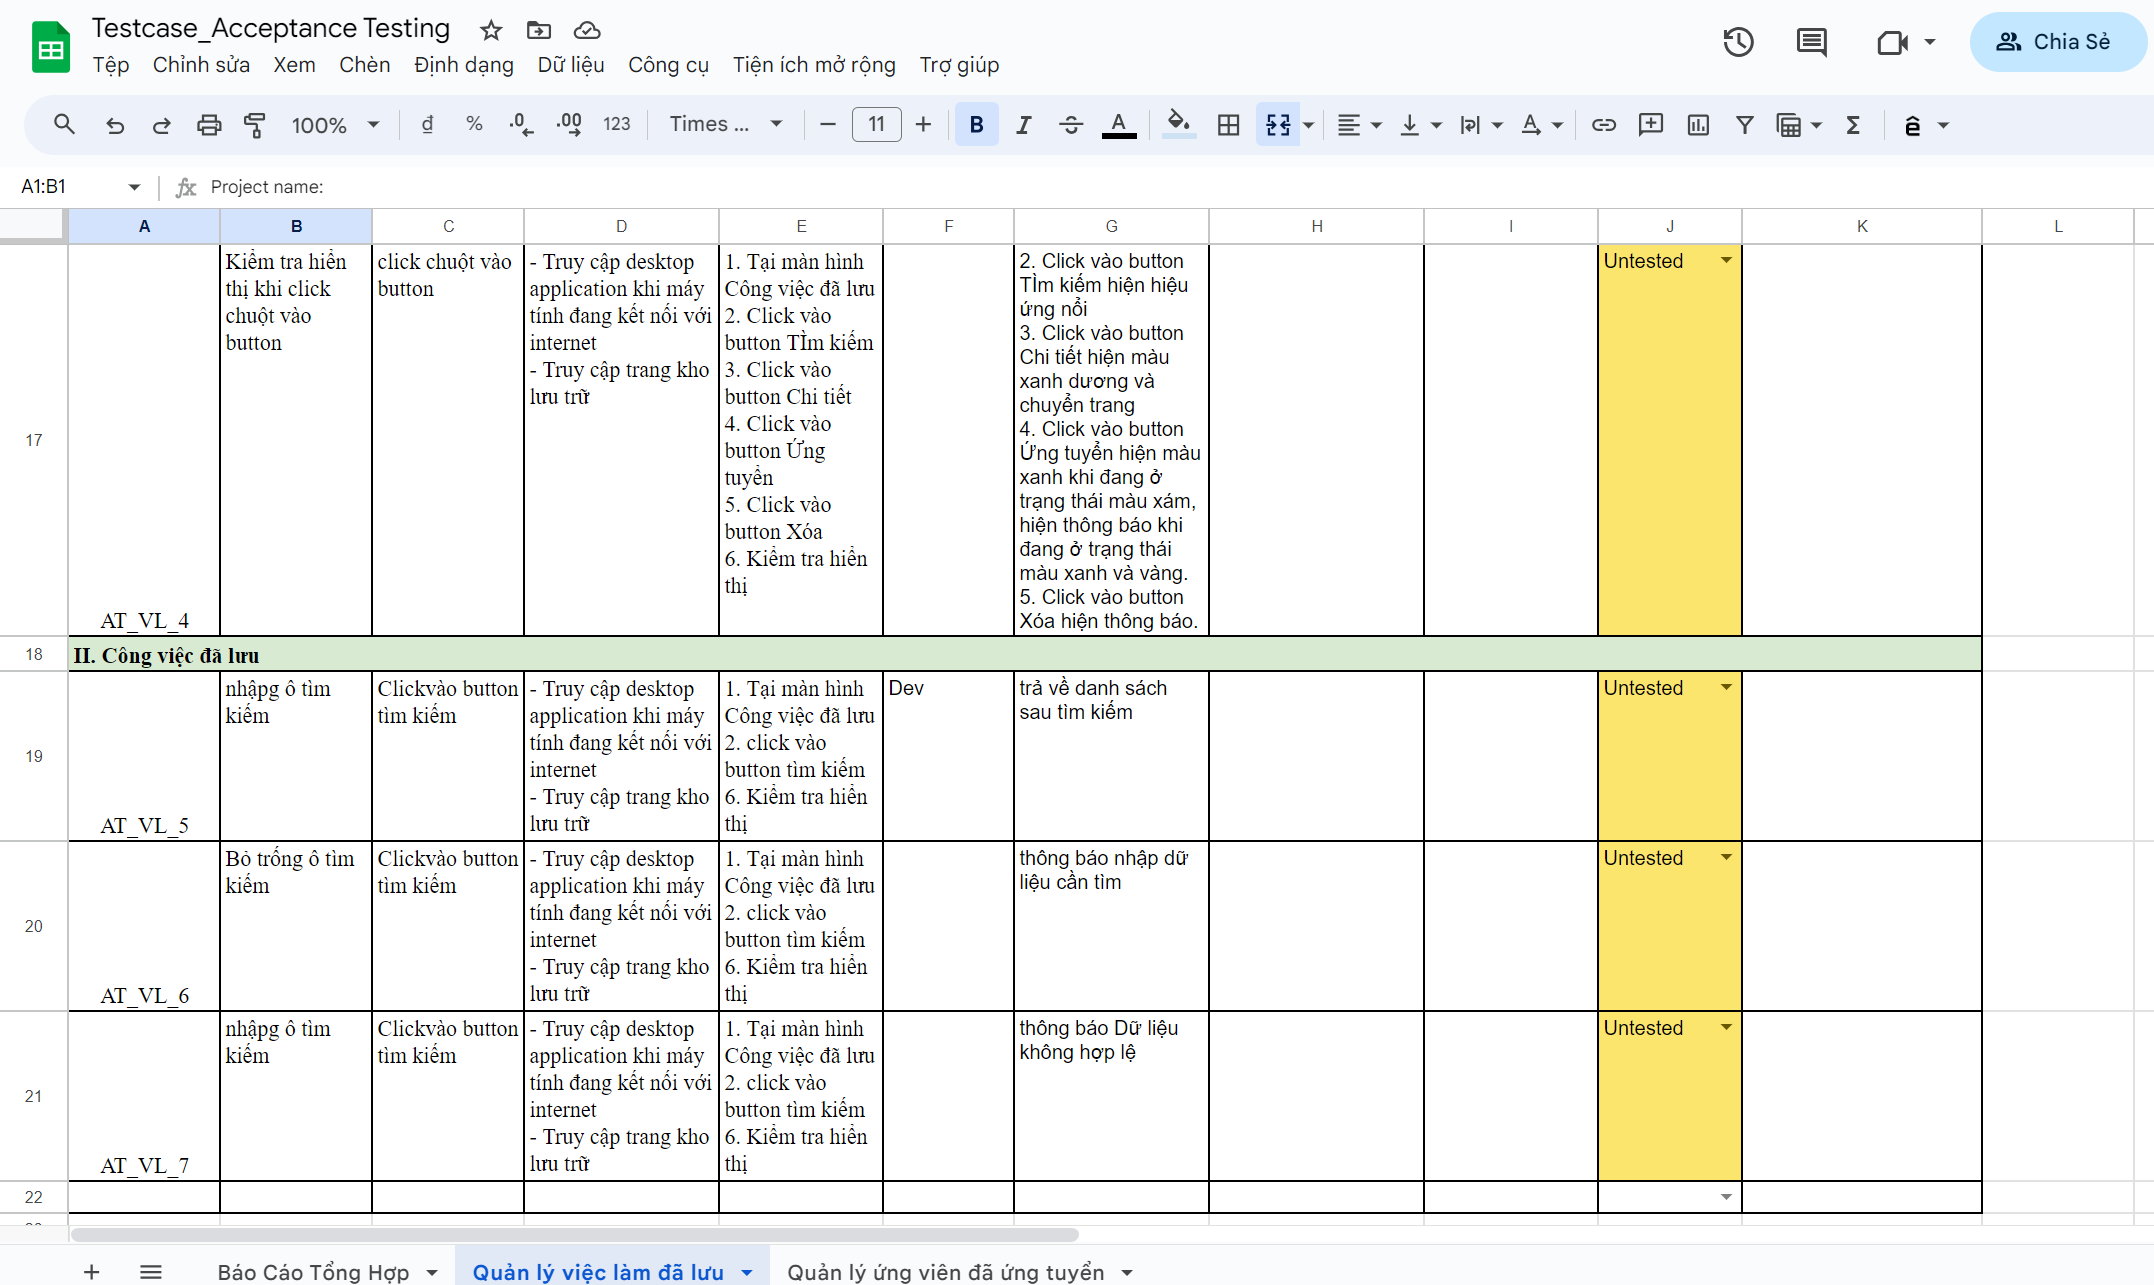 Testcase_Acceptance Testing
Tệp Chỉnh sửa Xem Chèn Định dạng Dữ liệu Công cụ Tiện ích mở rộng Trợ giúp
Chia Sẻ
100% đ % .0 .00 123 Times ... 11 B I A Σ ê
A1:B1 fx Project name:
A B C D E F G H I J K L
17
AT_VL_4
Kiểm tra hiển
thị khi click
chuột vào
button
click chuột vào
button
- Truy cập desktop
application khi máy
tính đang kết nối với
internet
- Truy cập trang kho
lưu trữ
1. Tại màn hình
Công việc đã lưu
2. Click vào
button TÌm kiếm
3. Click vào
button Chi tiết
4. Click vào
button Ứng
tuyển
5. Click vào
button Xóa
6. Kiểm tra hiển
thị
2. Click vào button
TÌm kiếm hiện hiệu
ứng nổi
3. Click vào button
Chi tiết hiện màu
xanh dương và
chuyển trang
4. Click vào button
Ứng tuyển hiện màu
xanh khi đang ở
trạng thái màu xám,
hiện thông báo khi
đang ở trạng thái
màu xanh và vàng.
5. Click vào button
Xóa hiện thông báo.
Untested
18
II. Công việc đã lưu
19
AT_VL_5
nhậpg ô tìm
kiếm
Clickvào button
tìm kiếm
- Truy cập desktop
application khi máy
tính đang kết nối với
internet
- Truy cập trang kho
lưu trữ
1. Tại màn hình
Công việc đã lưu
2. click vào
button tìm kiếm
6. Kiểm tra hiển
thị
Dev
trả về danh sách
sau tìm kiếm
Untested
20
AT_VL_6
Bỏ trống ô tìm
kiếm
Clickvào button
tìm kiếm
- Truy cập desktop
application khi máy
tính đang kết nối với
internet
- Truy cập trang kho
lưu trữ
1. Tại màn hình
Công việc đã lưu
2. click vào
button tìm kiếm
6. Kiểm tra hiển
thị
thông báo nhập dữ
liệu cần tìm
Untested
21
AT_VL_7
nhậpg ô tìm
kiếm
Clickvào button
tìm kiếm
- Truy cập desktop
application khi máy
tính đang kết nối với
internet
- Truy cập trang kho
lưu trữ
1. Tại màn hình
Công việc đã lưu
2. click vào
button tìm kiếm
6. Kiểm tra hiển
thị
thông báo Dữ liệu
không hợp lệ
Untested
22
Báo Cáo Tổng Hợp Quản lý việc làm đã lưu Quản lý ứng viên đã ứng tuyển